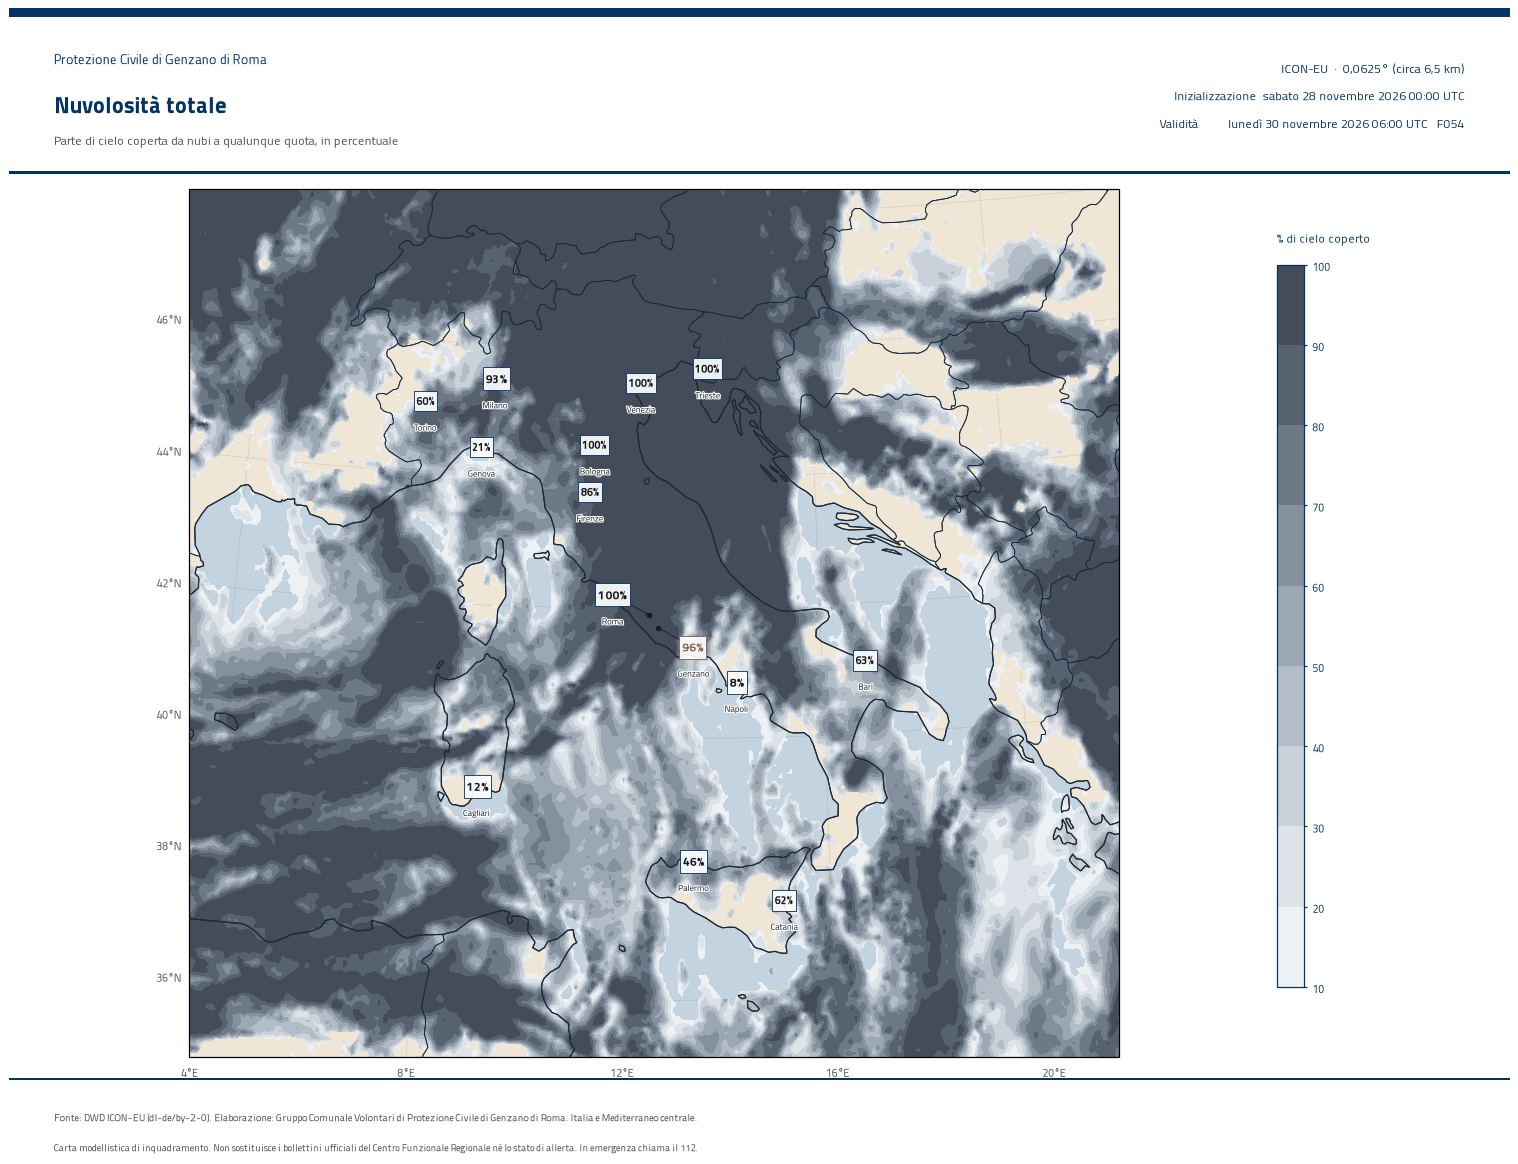 Protezione Civile di Genzano di Roma
Nuvolosità totale
Parte di cielo coperta da nubi a qualunque quota, in percentuale
ICON-EU · 0,0625° (circa 6,5 km)
Inizializzazione sabato 28 novembre 2026 00:00 UTC
Validità lunedì 30 novembre 2026 06:00 UTC F054
% di cielo coperto
100
90
80
70
60
50
40
30
20
10
46°N
44°N
42°N
40°N
38°N
36°N
4°E
8°E
12°E
16°E
20°E
100%
Trieste
93%
Milano
100%
Venezia
60%
Torino
21%
Genova
100%
Bologna
86%
Firenze
100%
Roma
96%
Genzano
63%
Bari
8%
Napoli
12%
Cagliari
46%
Palermo
62%
Catania
Fonte: DWD ICON-EU (dl-de/by-2-0). Elaborazione: Gruppo Comunale Volontari di Protezione Civile di Genzano di Roma. Italia e Mediterraneo centrale.
Carta modellistica di inquadramento. Non sostituisce i bollettini ufficiali del Centro Funzionale Regionale né lo stato di allerta. In emergenza chiama il 112.